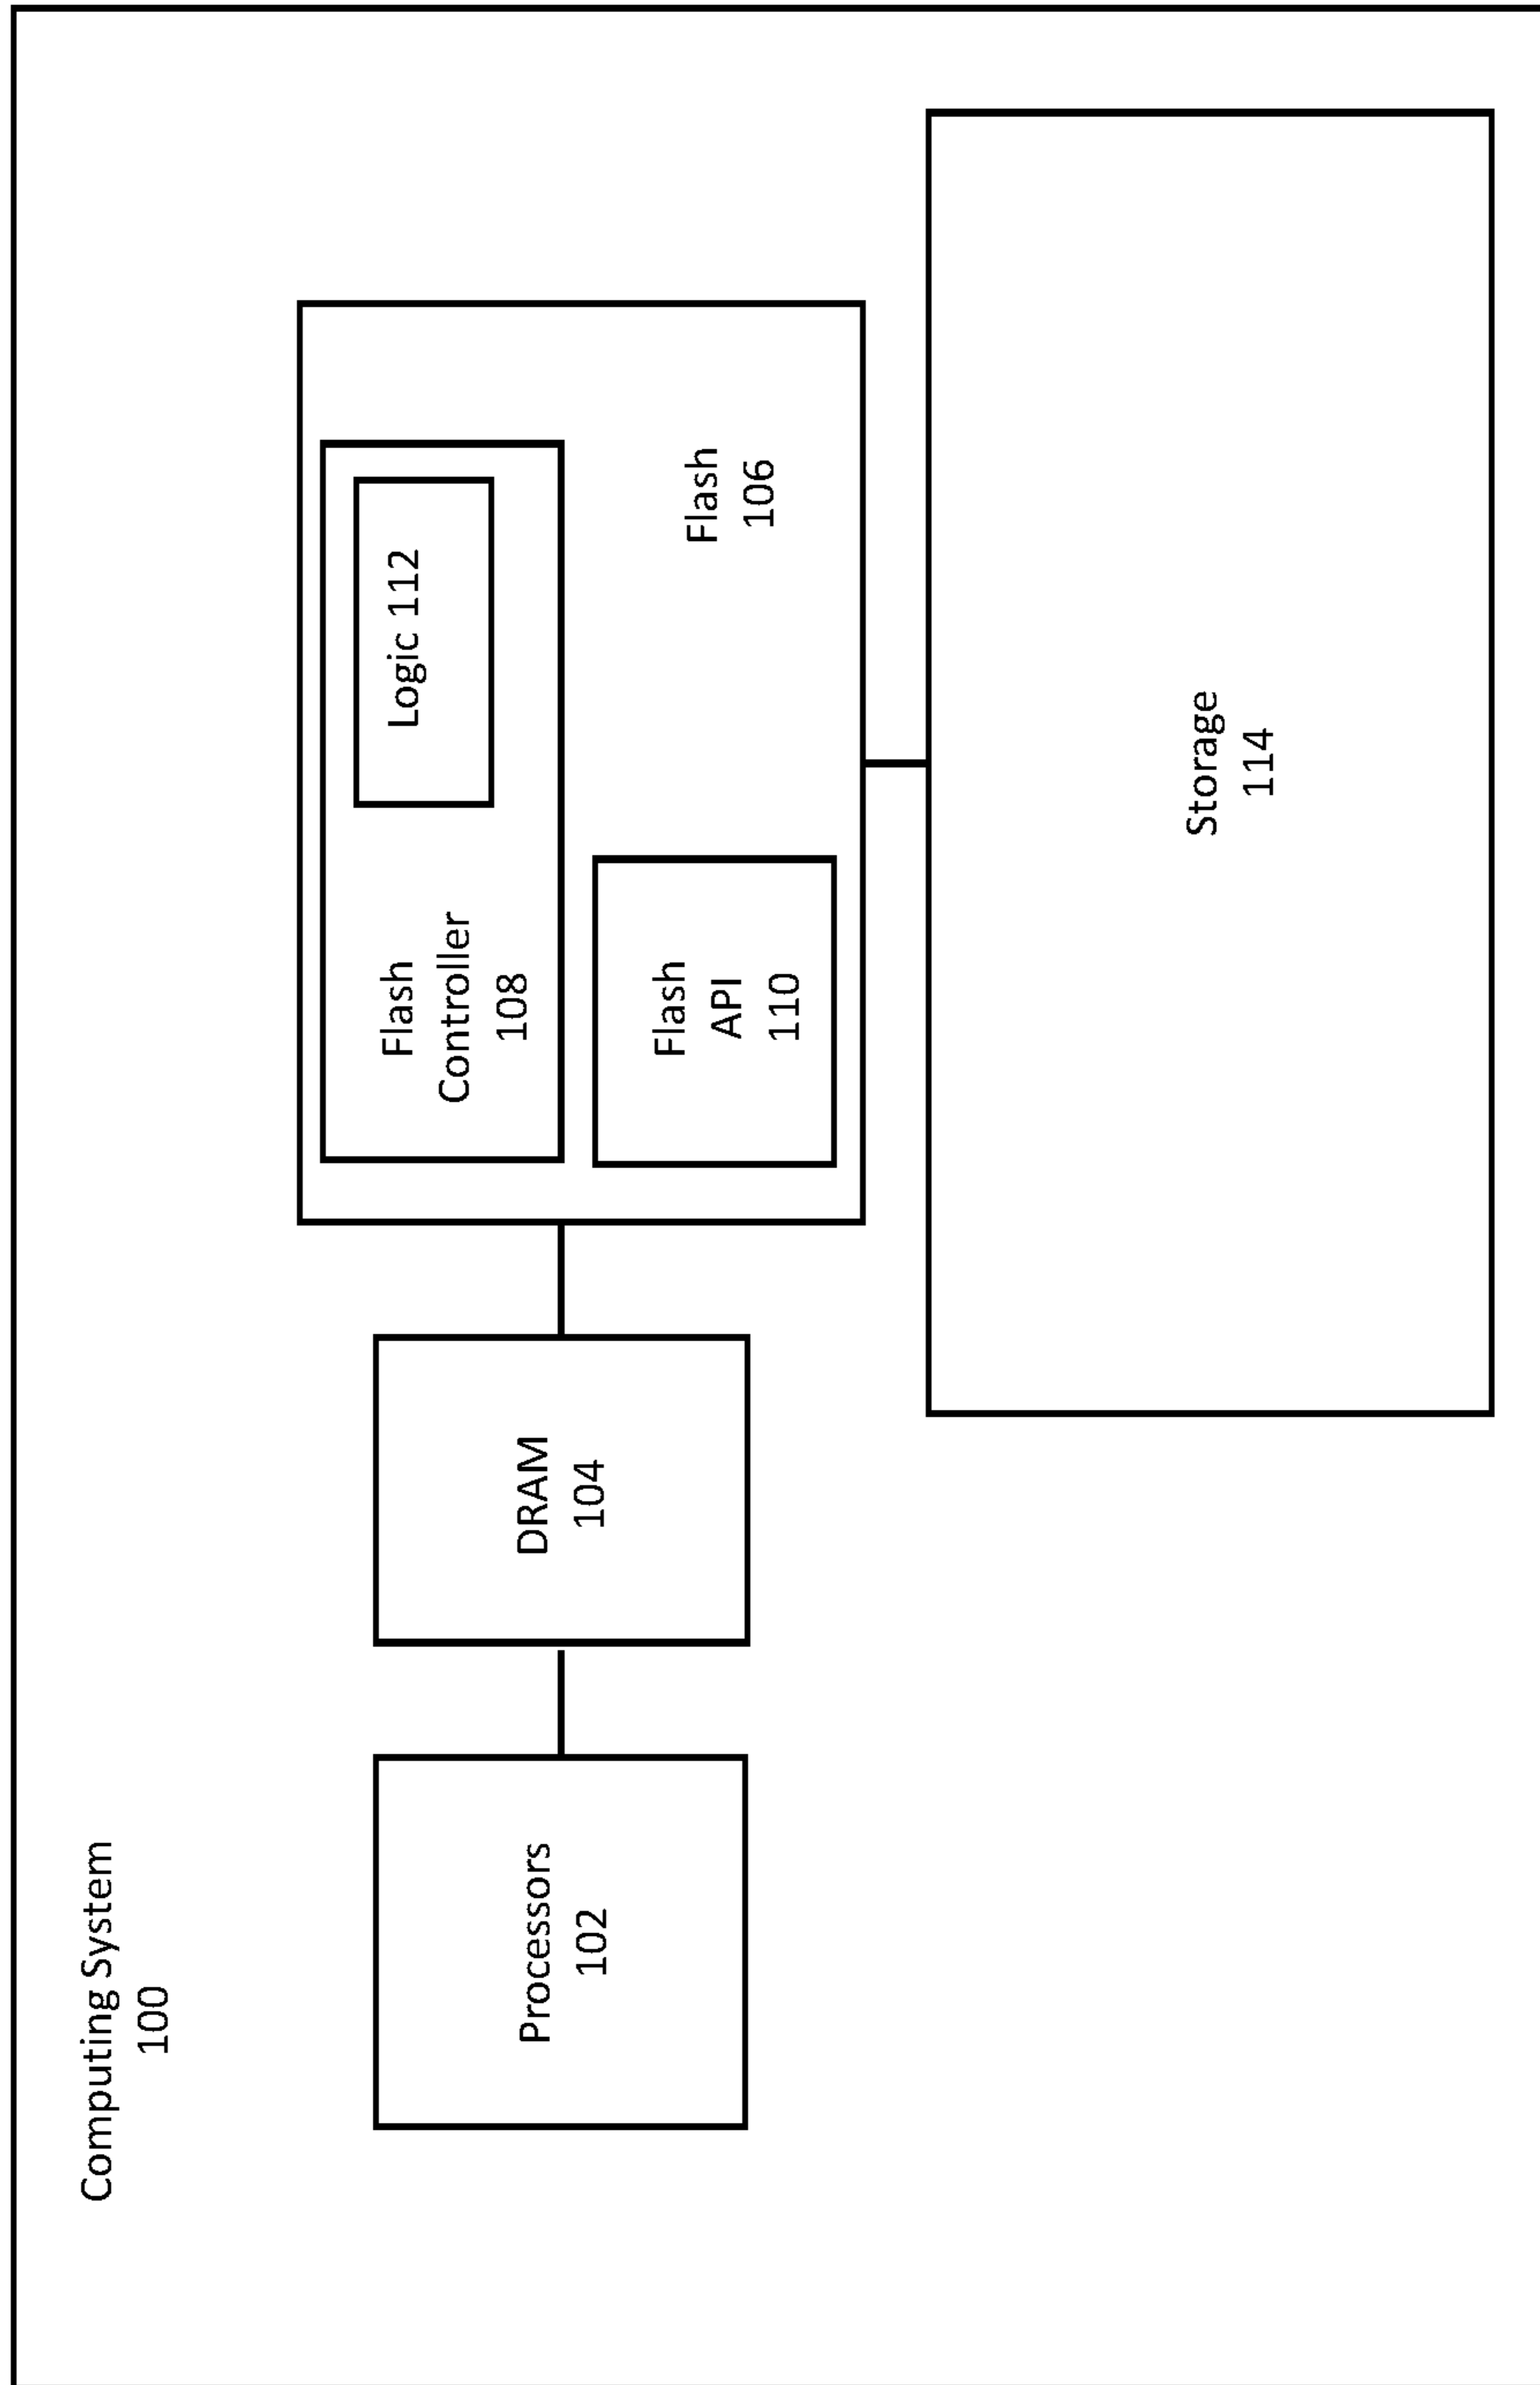 Computing System
100
Processors
102
DRAM
104
Flash
Controller
108
Logic 112
Flash
API
110
Flash
106
Storage
114